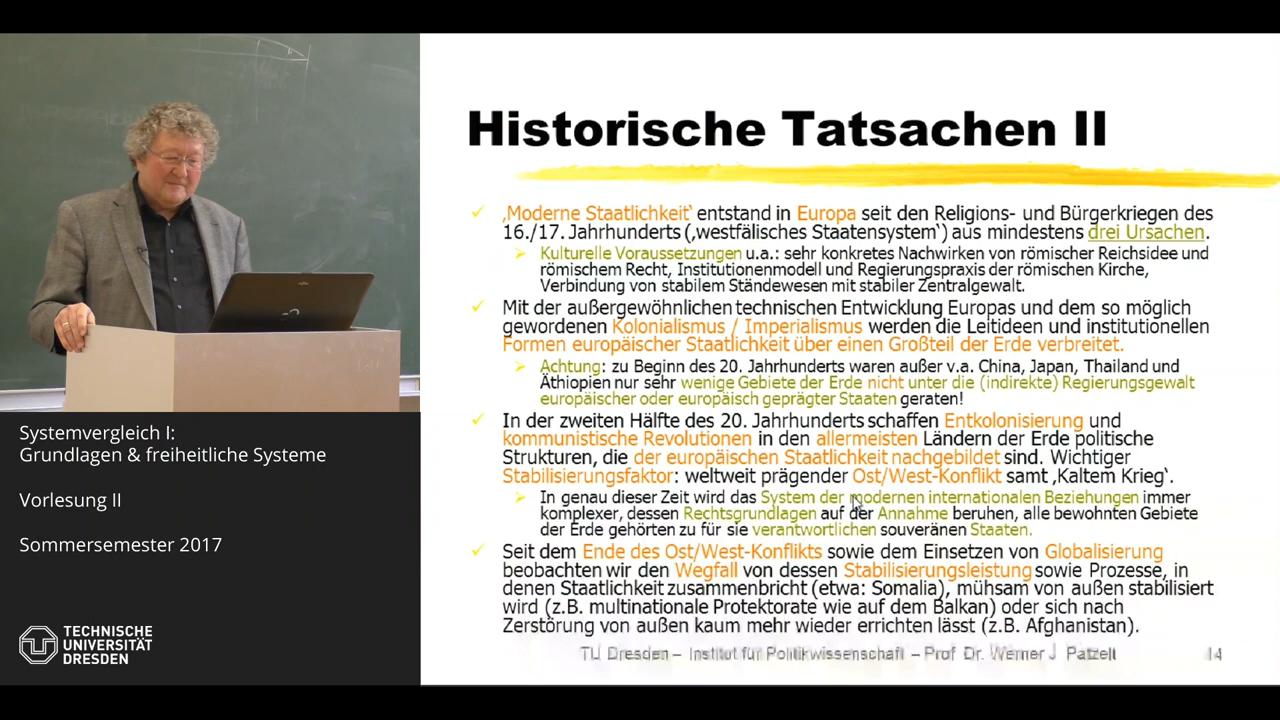 Historische Tatsachen II
‚Moderne Staatlichkeit‘ entstand in Europa seit den Religions- und Bürgerkriegen des
16./17. Jahrhunderts (‚westfälisches Staatensystem‘) aus mindestens drei Ursachen.
Kulturelle Voraussetzungen u.a.: sehr konkretes Nachwirken von römischer Reichsidee und
römischem Recht, Institutionenmodell und Regierungspraxis der römischen Kirche,
Verbindung von stabilem Ständewesen mit stabiler Zentralgewalt.
Mit der außergewöhnlichen technischen Entwicklung Europas und dem so möglich
gewordenen Kolonialismus / Imperialismus werden die Leitideen und institutionellen
Formen europäischer Staatlichkeit über einen Großteil der Erde verbreitet.
Achtung: zu Beginn des 20. Jahrhunderts waren außer v.a. China, Japan, Thailand und
Äthiopien nur sehr wenige Gebiete der Erde nicht unter die (indirekte) Regierungsgewalt
europäischer oder europäisch geprägter Staaten geraten!
In der zweiten Hälfte des 20. Jahrhunderts schaffen Entkolonisierung und
kommunistische Revolutionen in den allermeisten Ländern der Erde politische
Strukturen, die der europäischen Staatlichkeit nachgebildet sind. Wichtiger
Stabilisierungsfaktor: weltweit prägender Ost/West-Konflikt samt ‚Kaltem Krieg‘.
In genau dieser Zeit wird das System der modernen internationalen Beziehungen immer
komplexer, dessen Rechtsgrundlagen auf der Annahme beruhen, alle bewohnten Gebiete
der Erde gehörten zu für sie verantwortlichen souveränen Staaten.
Seit dem Ende des Ost/West-Konflikts sowie dem Einsetzen von Globalisierung
beobachten wir den Wegfall von dessen Stabilisierungsleistung sowie Prozesse, in
denen Staatlichkeit zusammenbricht (etwa: Somalia), mühsam von außen stabilisiert
wird (z.B. multinationale Protektorate wie auf dem Balkan) oder sich nach
Zerstörung von außen kaum mehr wieder errichten lässt (z.B. Afghanistan).
TU Dresden – Institut für Politikwissenschaft – Prof Dr. Werner J Patzelt 14
Systemvergleich I:
Grundlagen & freiheitliche Systeme
Vorlesung II
Sommersemester 2017
TECHNISCHE
UNIVERSITÄT
DRESDEN